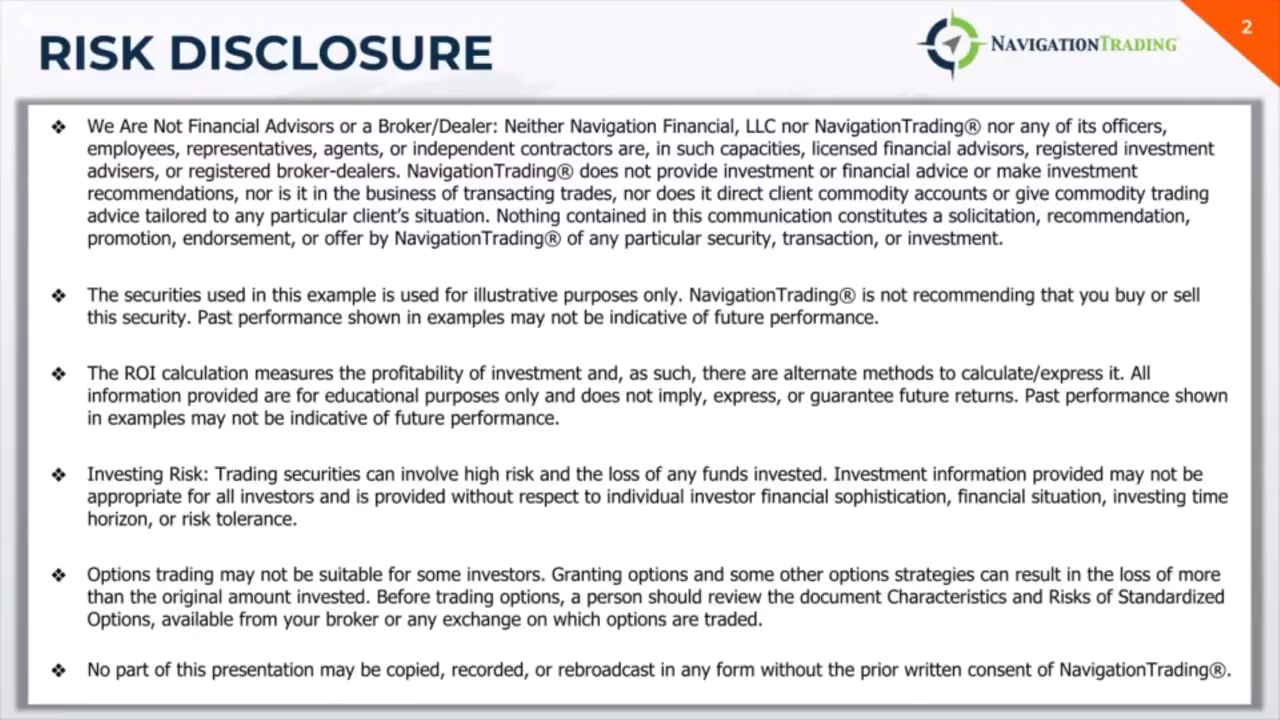 RISK DISCLOSURE
NAVIGATIONTRADING
2
❖ We Are Not Financial Advisors or a Broker/Dealer: Neither Navigation Financial, LLC nor NavigationTrading® nor any of its officers,
employees, representatives, agents, or independent contractors are, in such capacities, licensed financial advisors, registered investment
advisers, or registered broker-dealers. NavigationTrading® does not provide investment or financial advice or make investment
recommendations, nor is it in the business of transacting trades, nor does it direct client commodity accounts or give commodity trading
advice tailored to any particular client’s situation. Nothing contained in this communication constitutes a solicitation, recommendation,
promotion, endorsement, or offer by NavigationTrading® of any particular security, transaction, or investment.
❖ The securities used in this example is used for illustrative purposes only. NavigationTrading® is not recommending that you buy or sell
this security. Past performance shown in examples may not be indicative of future performance.
❖ The ROI calculation measures the profitability of investment and, as such, there are alternate methods to calculate/express it. All
information provided are for educational purposes only and does not imply, express, or guarantee future returns. Past performance shown
in examples may not be indicative of future performance.
❖ Investing Risk: Trading securities can involve high risk and the loss of any funds invested. Investment information provided may not be
appropriate for all investors and is provided without respect to individual investor financial sophistication, financial situation, investing time
horizon, or risk tolerance.
❖ Options trading may not be suitable for some investors. Granting options and some other options strategies can result in the loss of more
than the original amount invested. Before trading options, a person should review the document Characteristics and Risks of Standardized
Options, available from your broker or any exchange on which options are traded.
❖ No part of this presentation may be copied, recorded, or rebroadcast in any form without the prior written consent of NavigationTrading®.